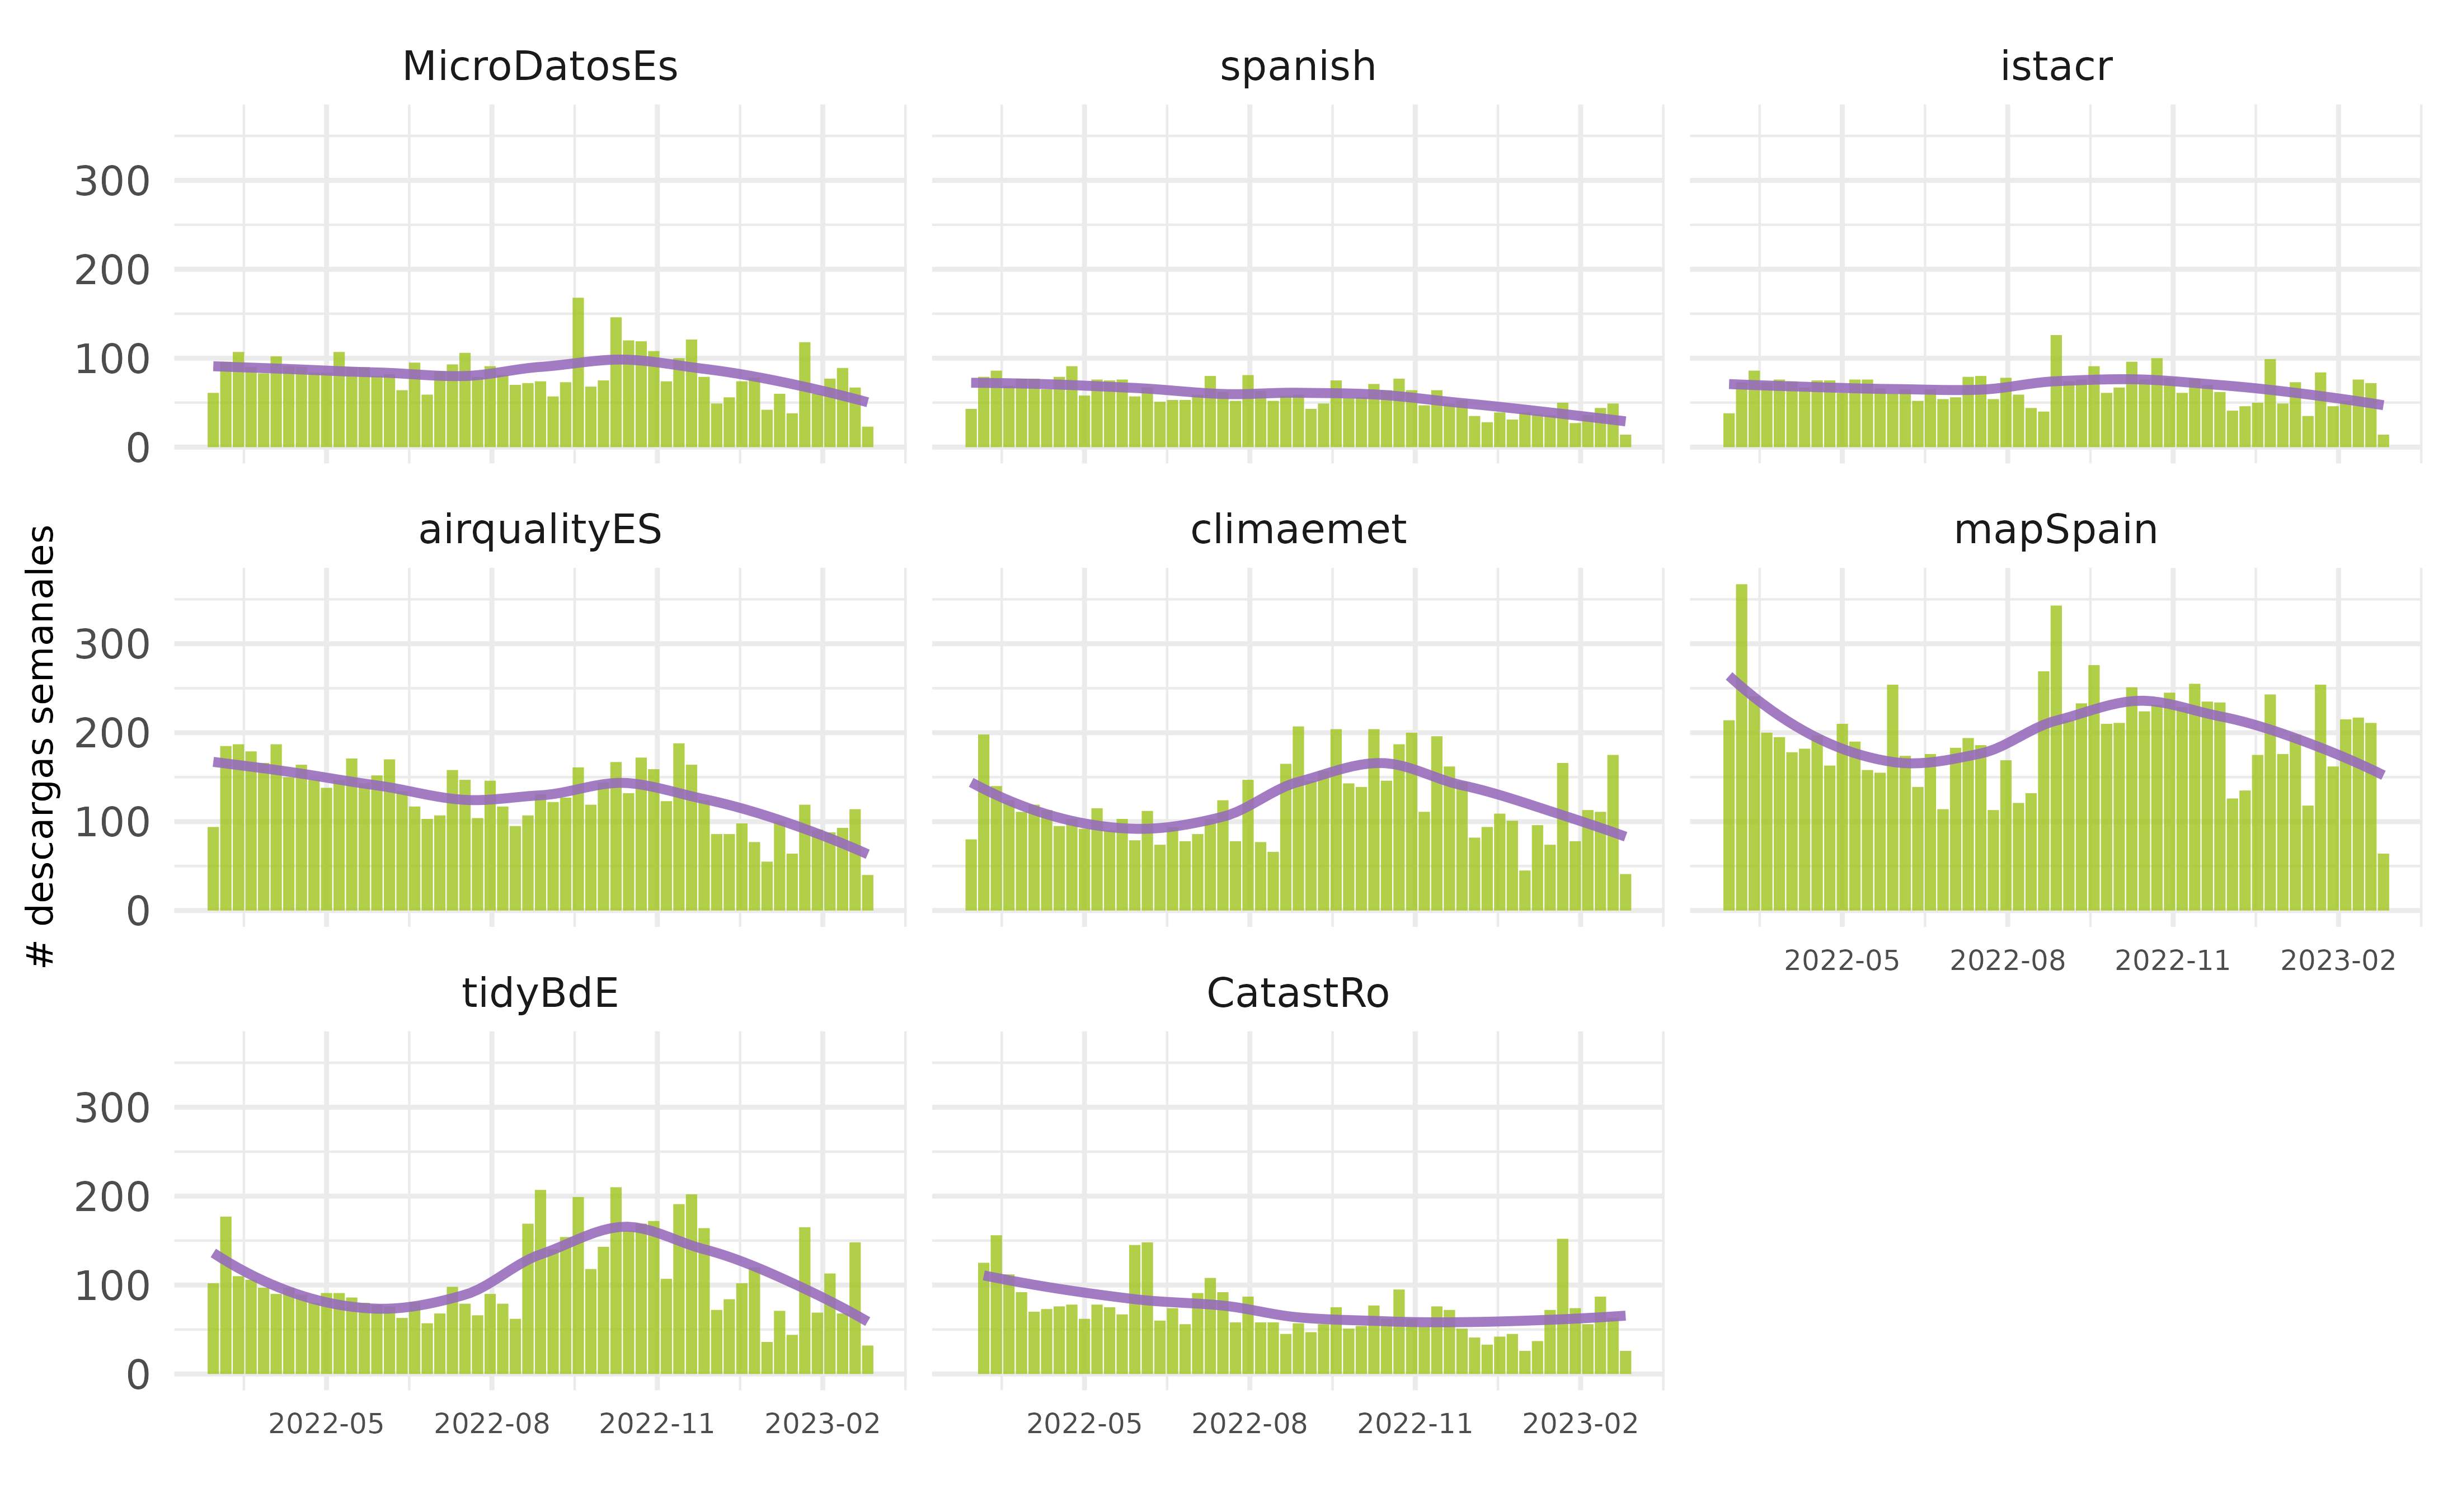 MicroDatosEs spanish istacr
300
200
100
0
# descargas semanales
airqualityES climaemet mapSpain
300
200
100
0
2022-05 2022-08 2022-11 2023-02
tidyBdE CatastRo
300
200
100
0
2022-05 2022-08 2022-11 2023-02 2022-05 2022-08 2022-11 2023-02